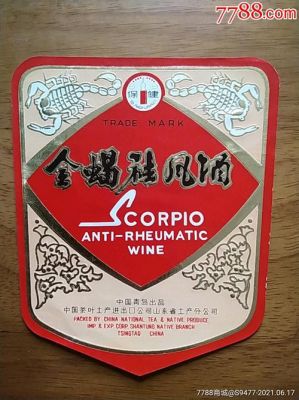 7788.com
保健
TRADE MARK
金蝎祛风酒
SCORPIO
ANTI-RHEUMATIC
WINE
中国青岛出品
中国茶叶土产进出口公司山东省土产分公司
PACKED BY CHINA NATIONAL TEA & NATIVE PRODUCE
IMP & EXP. CORP. SHANTUNG NATIVE BRANCH
TSINGTAO CHINA
7788商城@S9477-2021.06.17